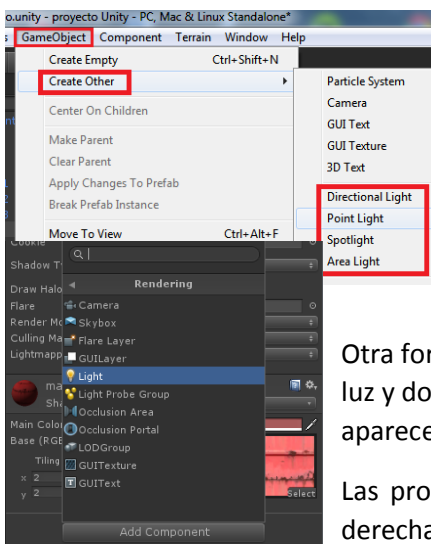 o.unity - proyecto Unity - PC, Mac & Linux Standalone*
GameObject Component Terrain Window Help
Create Empty Ctrl+Shift+N
Create Other
Center On Children
Make Parent
Clear Parent
Apply Changes To Prefab
Break Prefab Instance
Move To View Ctrl+Alt+F
Particle System
Camera
GUI Text
GUI Texture
3D Text
Directional Light
Point Light
Spotlight
Area Light
Cookie
Shadow T
Draw Halo
Flare
Render Mo
Culling Ma
Lightmapp
Rendering
Camera
Skybox
Flare Layer
GUILayer
Light
Light Probe Group
Occlusion Area
Occlusion Portal
LODGroup
GUITexture
GUIText
Add Component
ma
Sha
Main Colo
Base (RGB
Tiling
x 2
y 2
Select
Otra for
luz y do
aparece
Las pro
derecha